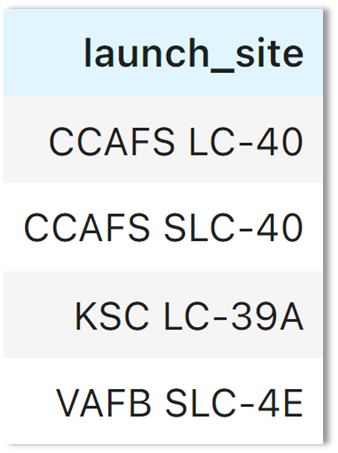 launch_site
CCAFS LC-40
CCAFS SLC-40
KSC LC-39A
VAFB SLC-4E